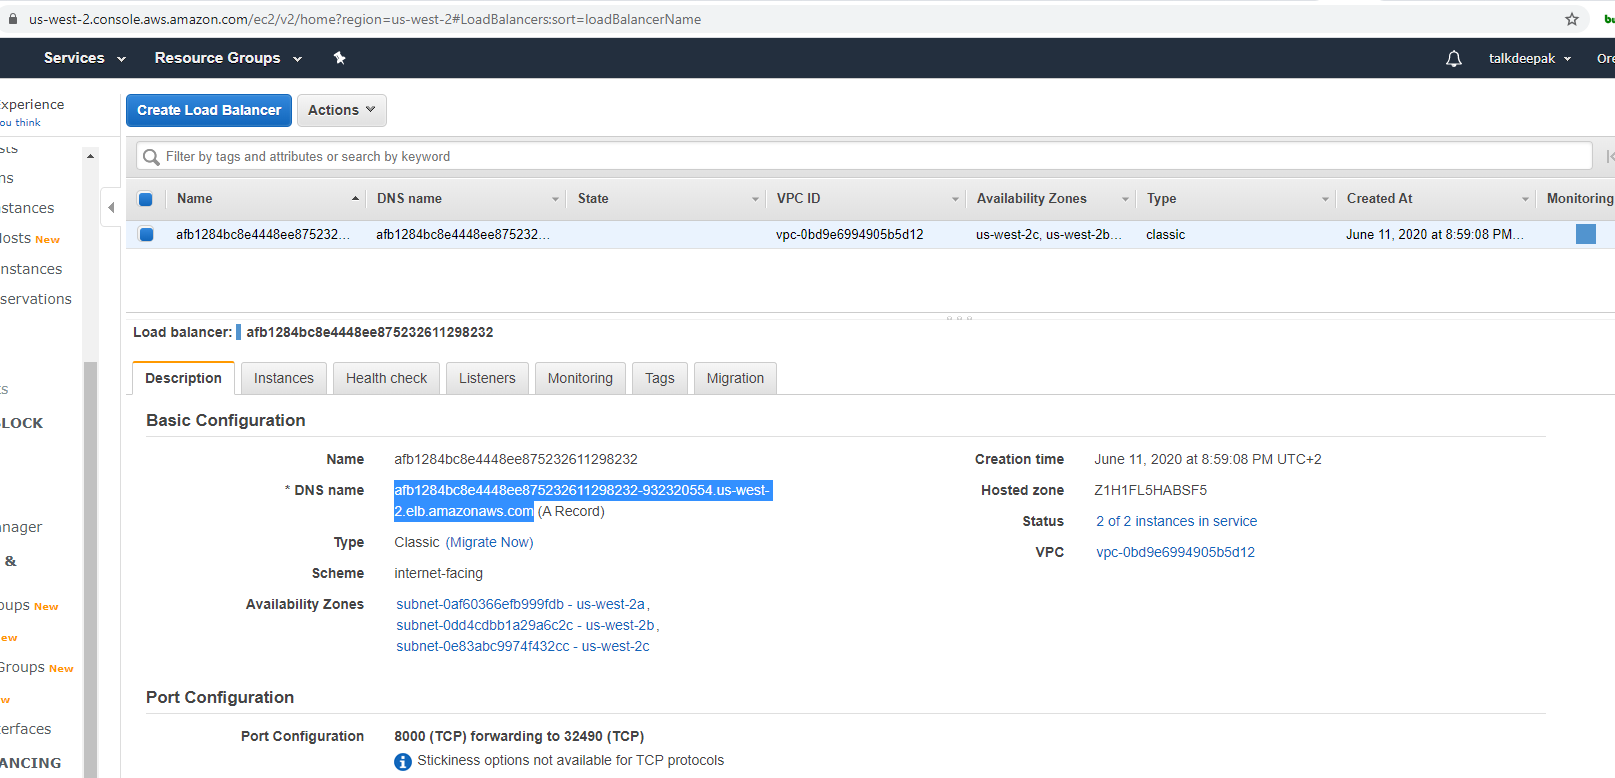 us-west-2.console.aws.amazon.com/ec2/v2/home?region=us-west-2#LoadBalancers:sort=loadBalancerName
Services Resource Groups talkdeepak Ore
xperience
ou think
sts
ns
stances
Hosts New
nstances
servations
ts
LOCK
nager
&
oups New
ew
Groups New
w
terfaces
ANCING
Create Load Balancer Actions
Filter by tags and attributes or search by keyword
Name DNS name State VPC ID Availability Zones Type Created At Monitoring
afb1284bc8e4448ee875232... afb1284bc8e4448ee875232... vpc-0bd9e6994905b5d12 us-west-2c, us-west-2b... classic June 11, 2020 at 8:59:08 PM...
Load balancer: afb1284bc8e4448ee875232611298232
Description Instances Health check Listeners Monitoring Tags Migration
Basic Configuration
Name afb1284bc8e4448ee875232611298232
* DNS name afb1284bc8e4448ee875232611298232-932320554.us-west-
2.elb.amazonaws.com (A Record)
Type Classic (Migrate Now)
Scheme internet-facing
Availability Zones subnet-0af60366efb999fdb - us-west-2a,
subnet-0dd4cdbb1a29a6c2c - us-west-2b,
subnet-0e83abc9974f432cc - us-west-2c
Creation time June 11, 2020 at 8:59:08 PM UTC+2
Hosted zone Z1H1FL5HABSF5
Status 2 of 2 instances in service
VPC vpc-0bd9e6994905b5d12
Port Configuration
Port Configuration 8000 (TCP) forwarding to 32490 (TCP)
Stickiness options not available for TCP protocols